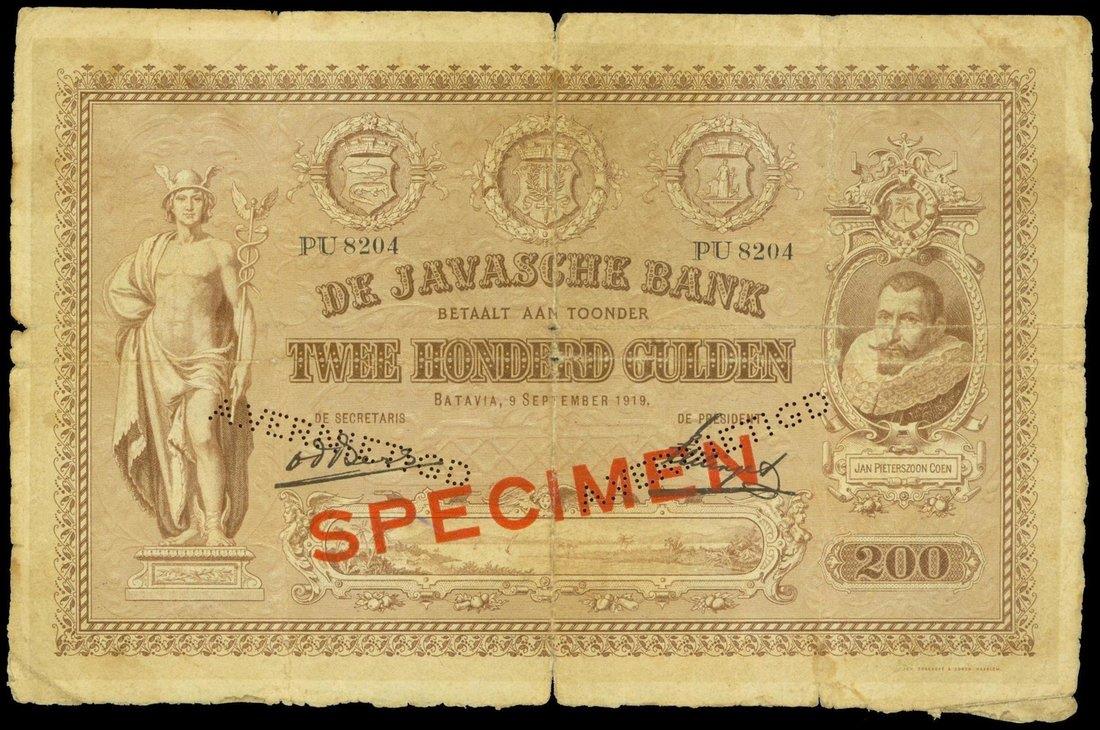 PU 8204
PU 8204
DE JAVASCHE BANK
BETAALT AAN TOONDER
TWEE HONDERD GULDEN
BATAVIA, 9 SEPTEMBER 1919.
DE SECRETARIS
DE PRESIDENT
SPECIMEN
JAN PIETERSZOON COEN
200